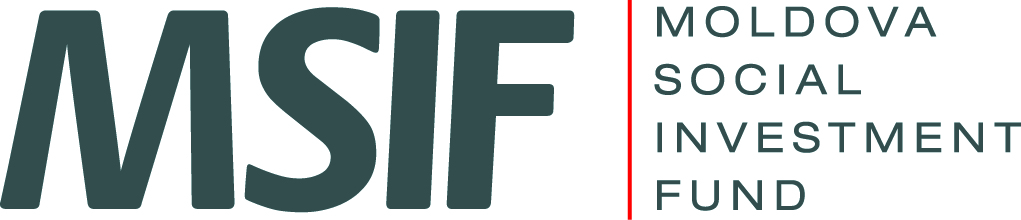 MSIF
MOLDOVA
SOCIAL
INVESTMENT
FUND